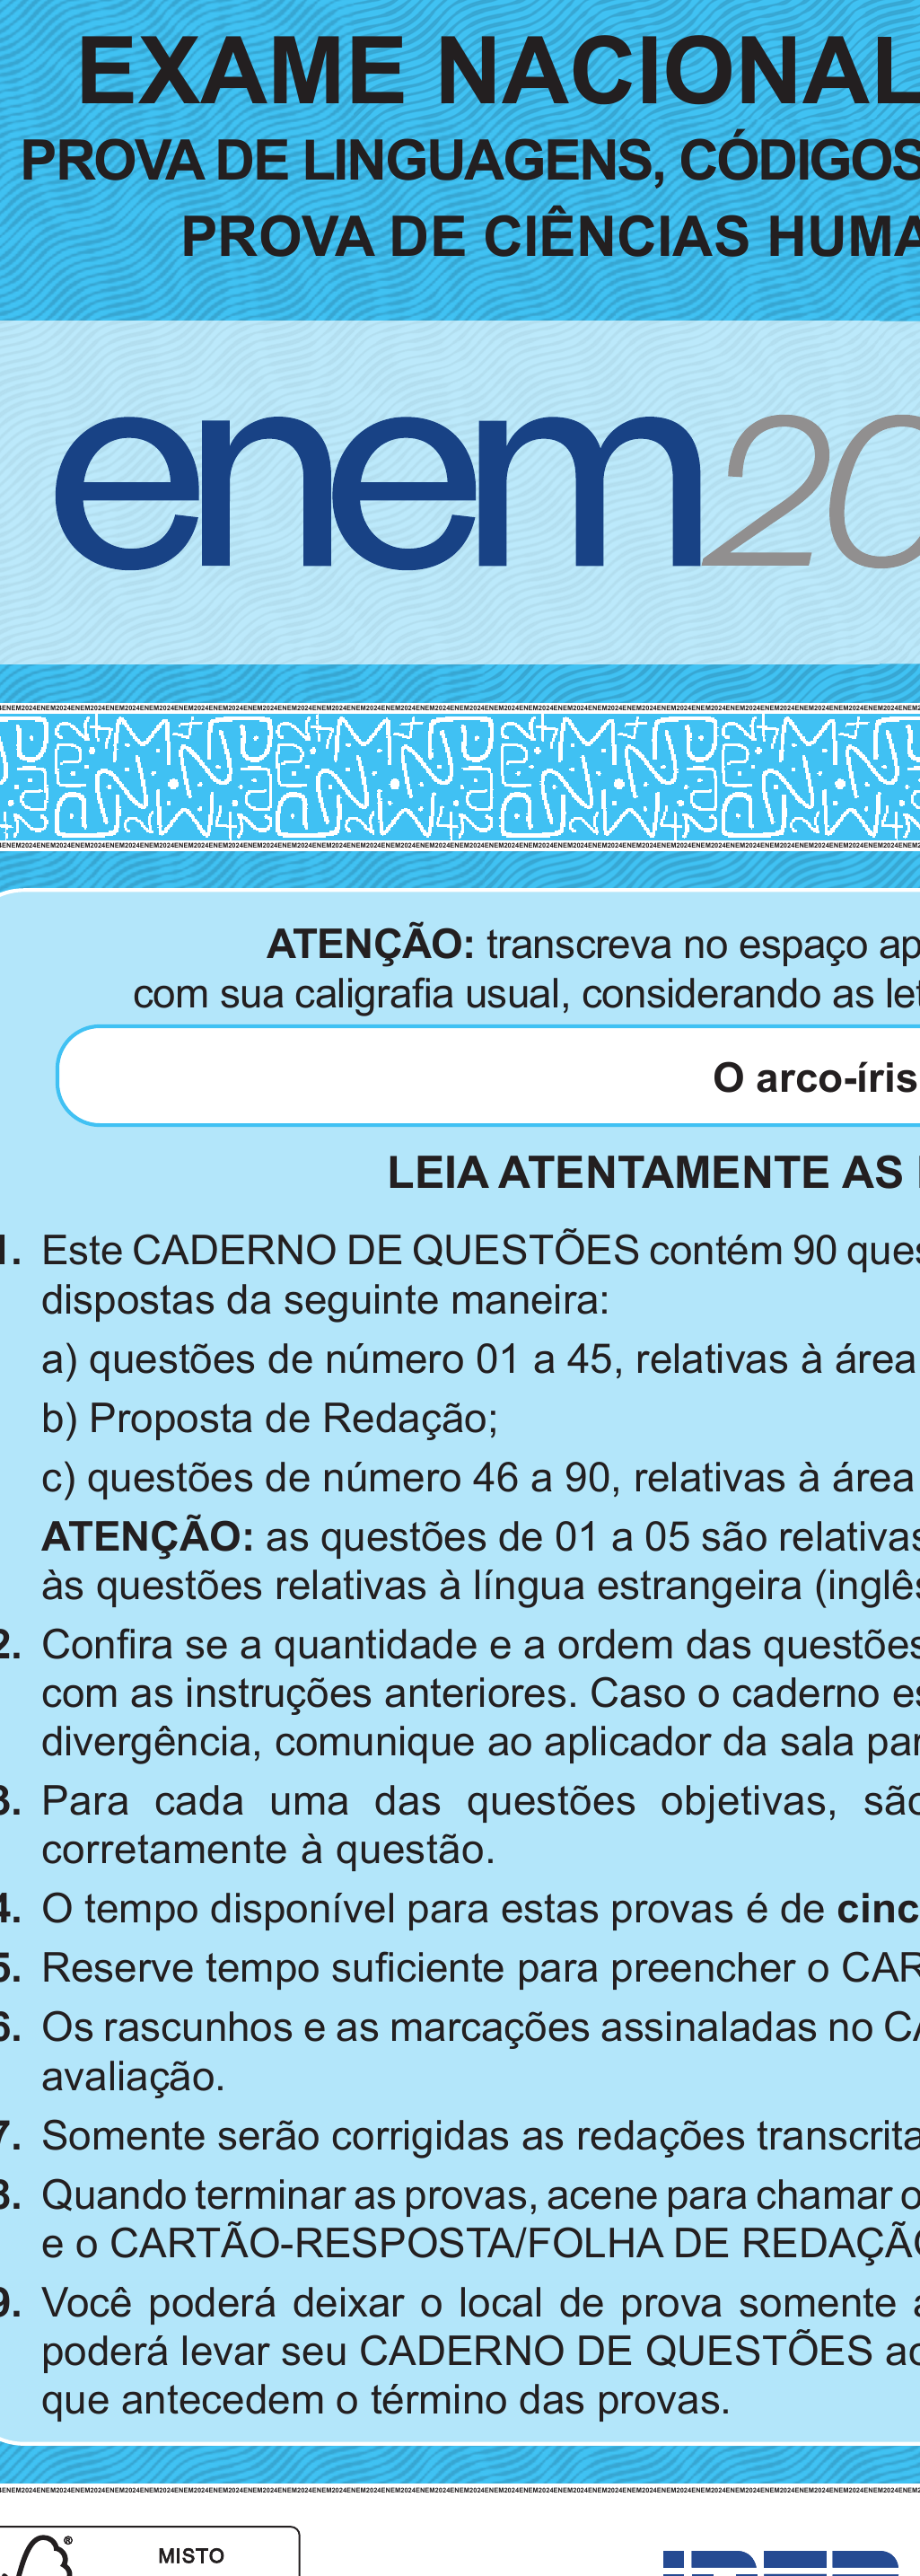 EXAME NACIONAL
PROVA DE LINGUAGENS, CÓDIGOS
PROVA DE CIÊNCIAS HUMA
enem20
4ENEM2024ENEM2024ENEM2024ENEM2024ENEM2024ENEM2024ENEM2024ENEM2024ENEM2024ENEM2024ENEM2024ENEM2024ENEM2024ENEM2024ENEM2024ENEM2024ENEM2
4ENEM2024ENEM2024ENEM2024ENEM2024ENEM2024ENEM2024ENEM2024ENEM2024ENEM2024ENEM2024ENEM2024ENEM2024ENEM2024ENEM2024ENEM2024ENEM2024ENEM2
ATENÇÃO: transcreva no espaço ap
com sua caligrafia usual, considerando as let
O arco-íris
LEIA ATENTAMENTE AS
1. Este CADERNO DE QUESTÕES contém 90 ques
dispostas da seguinte maneira:
a) questões de número 01 a 45, relativas à área
b) Proposta de Redação;
c) questões de número 46 a 90, relativas à área
ATENÇÃO: as questões de 01 a 05 são relativas
às questões relativas à língua estrangeira (inglês
2. Confira se a quantidade e a ordem das questões
com as instruções anteriores. Caso o caderno es
divergência, comunique ao aplicador da sala par
3. Para cada uma das questões objetivas, são
corretamente à questão.
4. O tempo disponível para estas provas é de cinc
5. Reserve tempo suficiente para preencher o CAR
6. Os rascunhos e as marcações assinaladas no CA
avaliação.
7. Somente serão corrigidas as redações transcrita
8. Quando terminar as provas, acene para chamar o
e o CARTÃO-RESPOSTA/FOLHA DE REDAÇÃO
9. Você poderá deixar o local de prova somente a
poderá levar seu CADERNO DE QUESTÕES ao
que antecedem o término das provas.
4ENEM2024ENEM2024ENEM2024ENEM2024ENEM2024ENEM2024ENEM2024ENEM2024ENEM2024ENEM2024ENEM2024ENEM2024ENEM2024ENEM2024ENEM2024ENEM2024ENEM2
MISTO